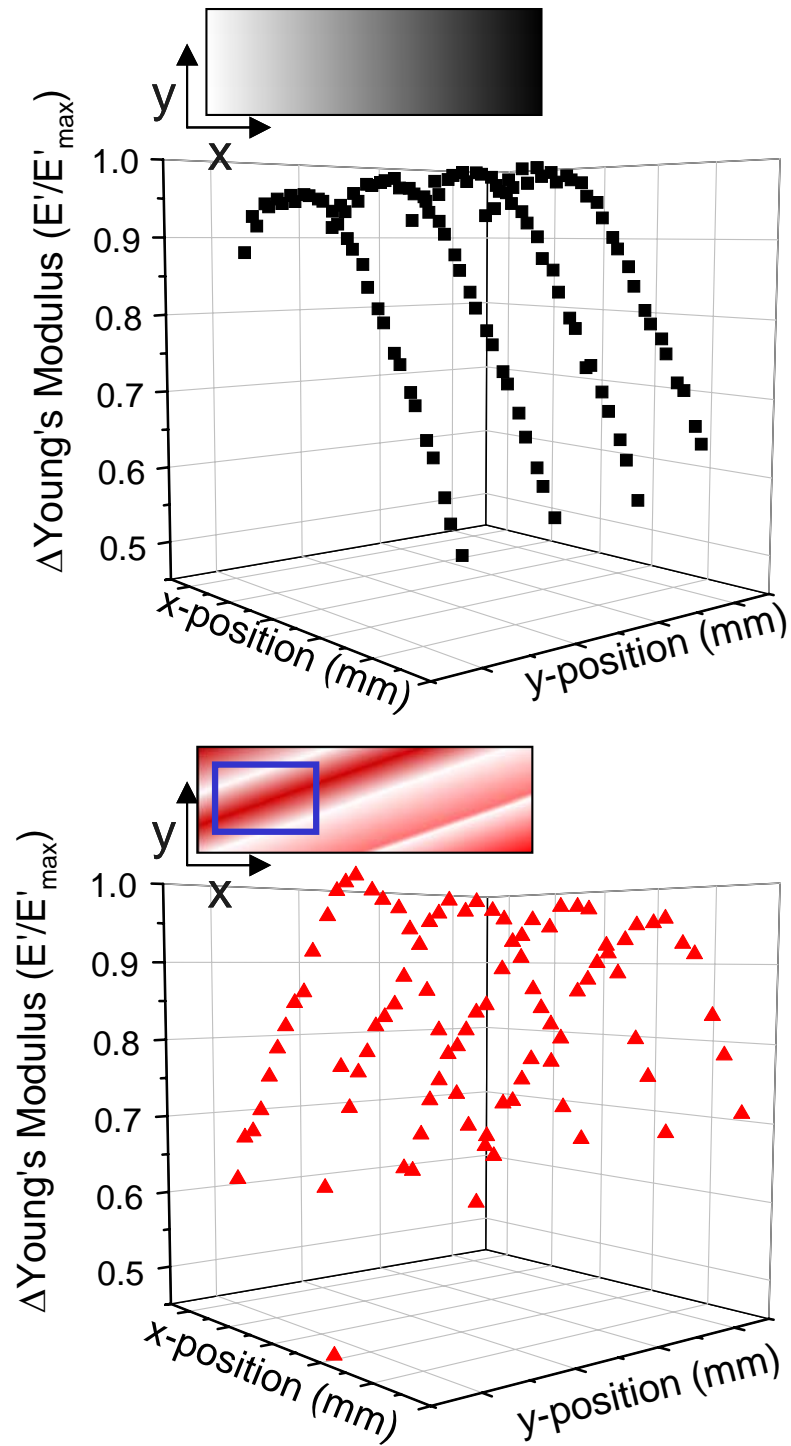 y
x
ΔYoung's Modulus (E'/E'max)
1.0
0.9
0.8
0.7
0.6
0.5
x-position (mm)
y-position (mm)
y
x
ΔYoung's Modulus (E'/E'max)
1.0
0.9
0.8
0.7
0.6
0.5
x-position (mm)
y-position (mm)